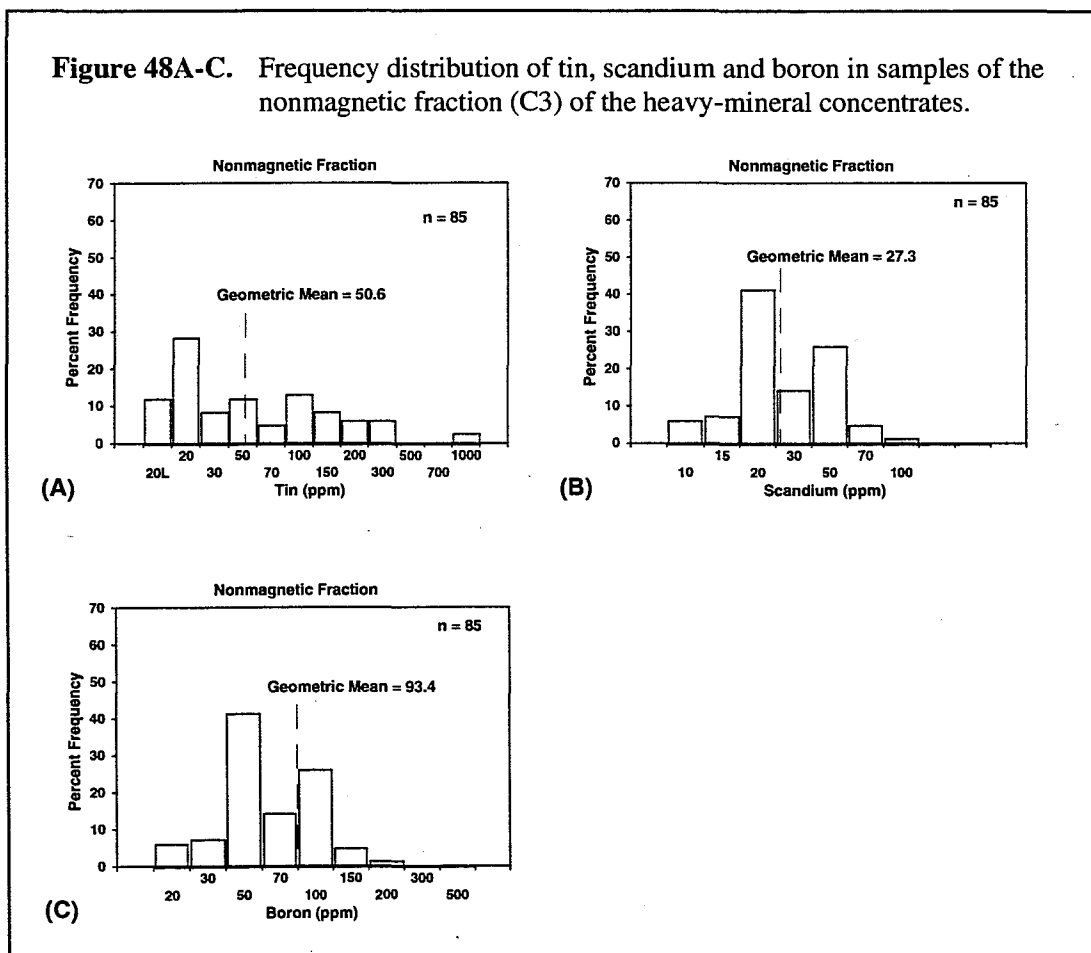 Figure 48A-C. Frequency distribution of tin, scandium and boron in samples of the
nonmagnetic fraction (C3) of the heavy-mineral concentrates.
Nonmagnetic Fraction
70
n = 85
60
50
Geometric Mean = 50.6
40
30
20
10
0
Percent Frequency
20 50 100 200 500 1000
20L 30 70 150 300 700
Tin (ppm)
(A)
Nonmagnetic Fraction
70
n = 85
60
50
Geometric Mean = 27.3
40
30
20
10
0
Percent Frequency
15 30 70
10 20 50 100
Scandium (ppm)
(B)
Nonmagnetic Fraction
70
n = 85
60
50
Geometric Mean = 93.4
40
30
20
10
0
Percent Frequency
30 70 150 300
20 50 100 200 500
Boron (ppm)
(C)